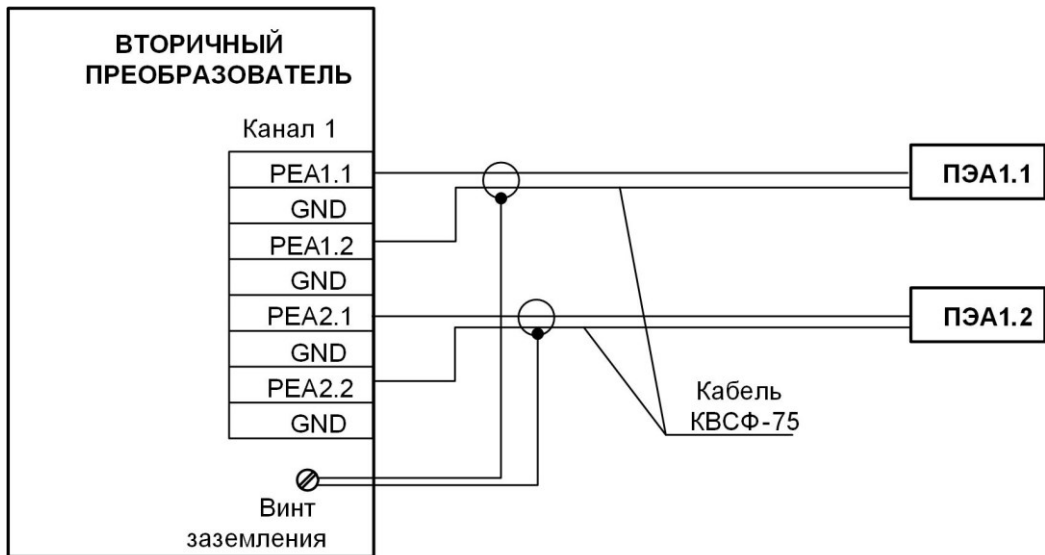 ВТОРИЧНЫЙ
ПРЕОБРАЗОВАТЕЛЬ
Канал 1
PEA1.1
GND
PEA1.2
GND
PEA2.1
GND
PEA2.2
GND
Винт
заземления
ПЭА1.1
ПЭА1.2
Кабель
КВСФ-75